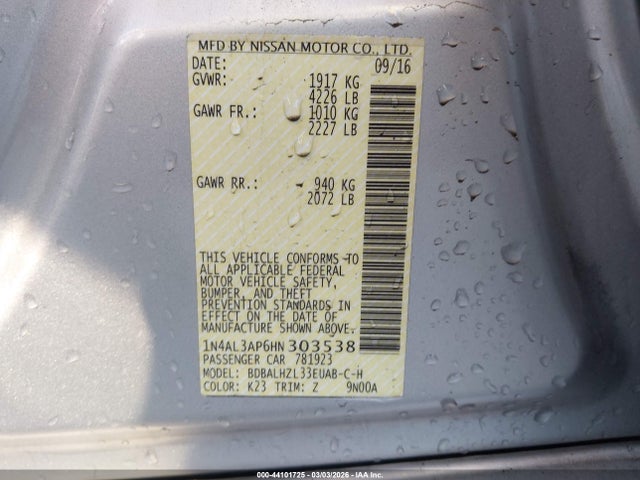 MFD BY NISSAN MOTOR CO., LTD.
DATE: 09/16
GVWR: 1917 KG
4226 LB
GAWR FR.: 1010 KG
2227 LB
GAWR RR.: 940 KG
2072 LB
THIS VEHICLE CONFORMS TO
ALL APPLICABLE FEDERAL
MOTOR VEHICLE SAFETY,
BUMPER, AND THEFT
PREVENTION STANDARDS IN
EFFECT ON THE DATE OF
MANUFACTURE SHOWN ABOVE.
1N4AL3AP6HN303538
PASSENGER CAR 781923
MODEL: BDBALHZL33EUAB-C-H
COLOR: K23 TRIM: Z 9N00A
000-44101725 - 03/03/2026 - IAA Inc.